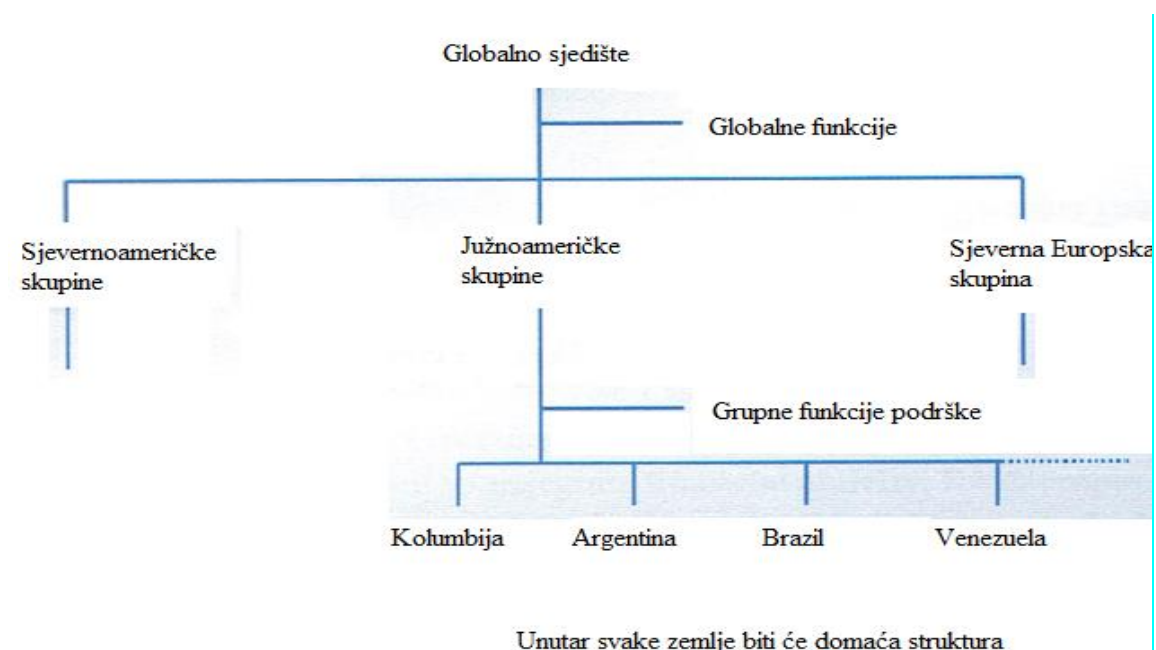 Globalno sjedište
Globalne funkcije
Sjevernoameričke
skupine
Južnoameričke
skupine
Sjeverna Europska
skupina
Grupne funkcije podrške
Kolumbija
Argentina
Brazil
Venezuela
Unutar svake zemlje biti će domaća struktura